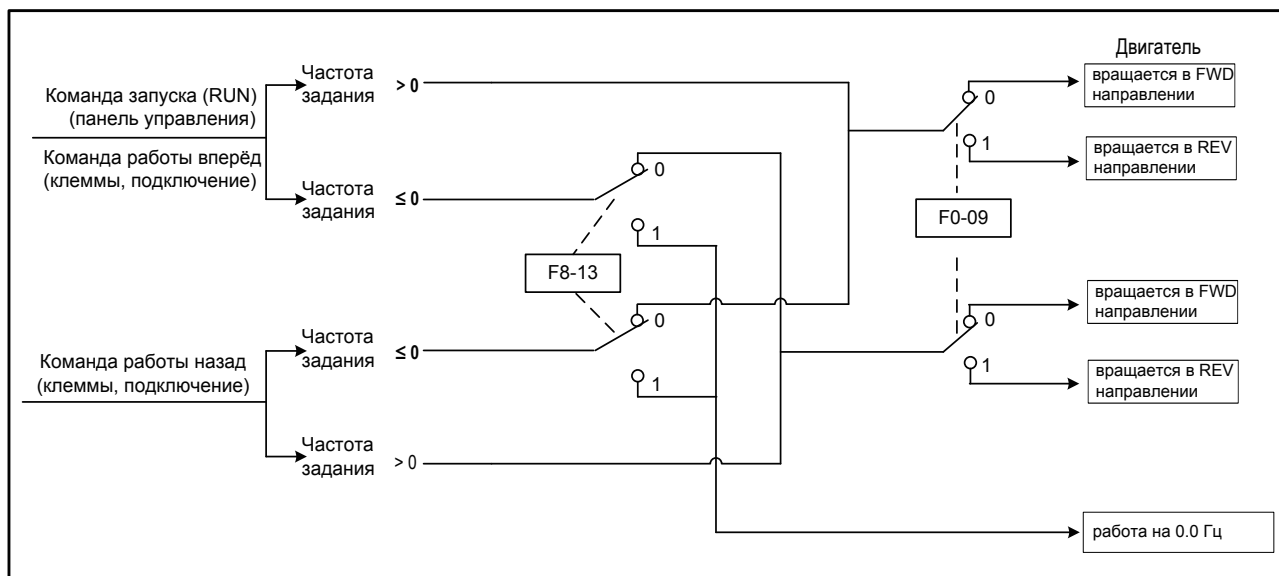 Двигатель
Команда запуска (RUN)
(панель управления)
Команда работы вперёд
(клеммы, подключение)
Частота
задания
> 0
Частота
задания
≤ 0
0
1
F8-13
0
1
вращается в FWD
направлении
0
1
вращается в REV
направлении
F0-09
Команда работы назад
(клеммы, подключение)
Частота
задания
≤ 0
Частота
задания
> 0
вращается в FWD
направлении
0
1
вращается в REV
направлении
работа на 0.0 Гц